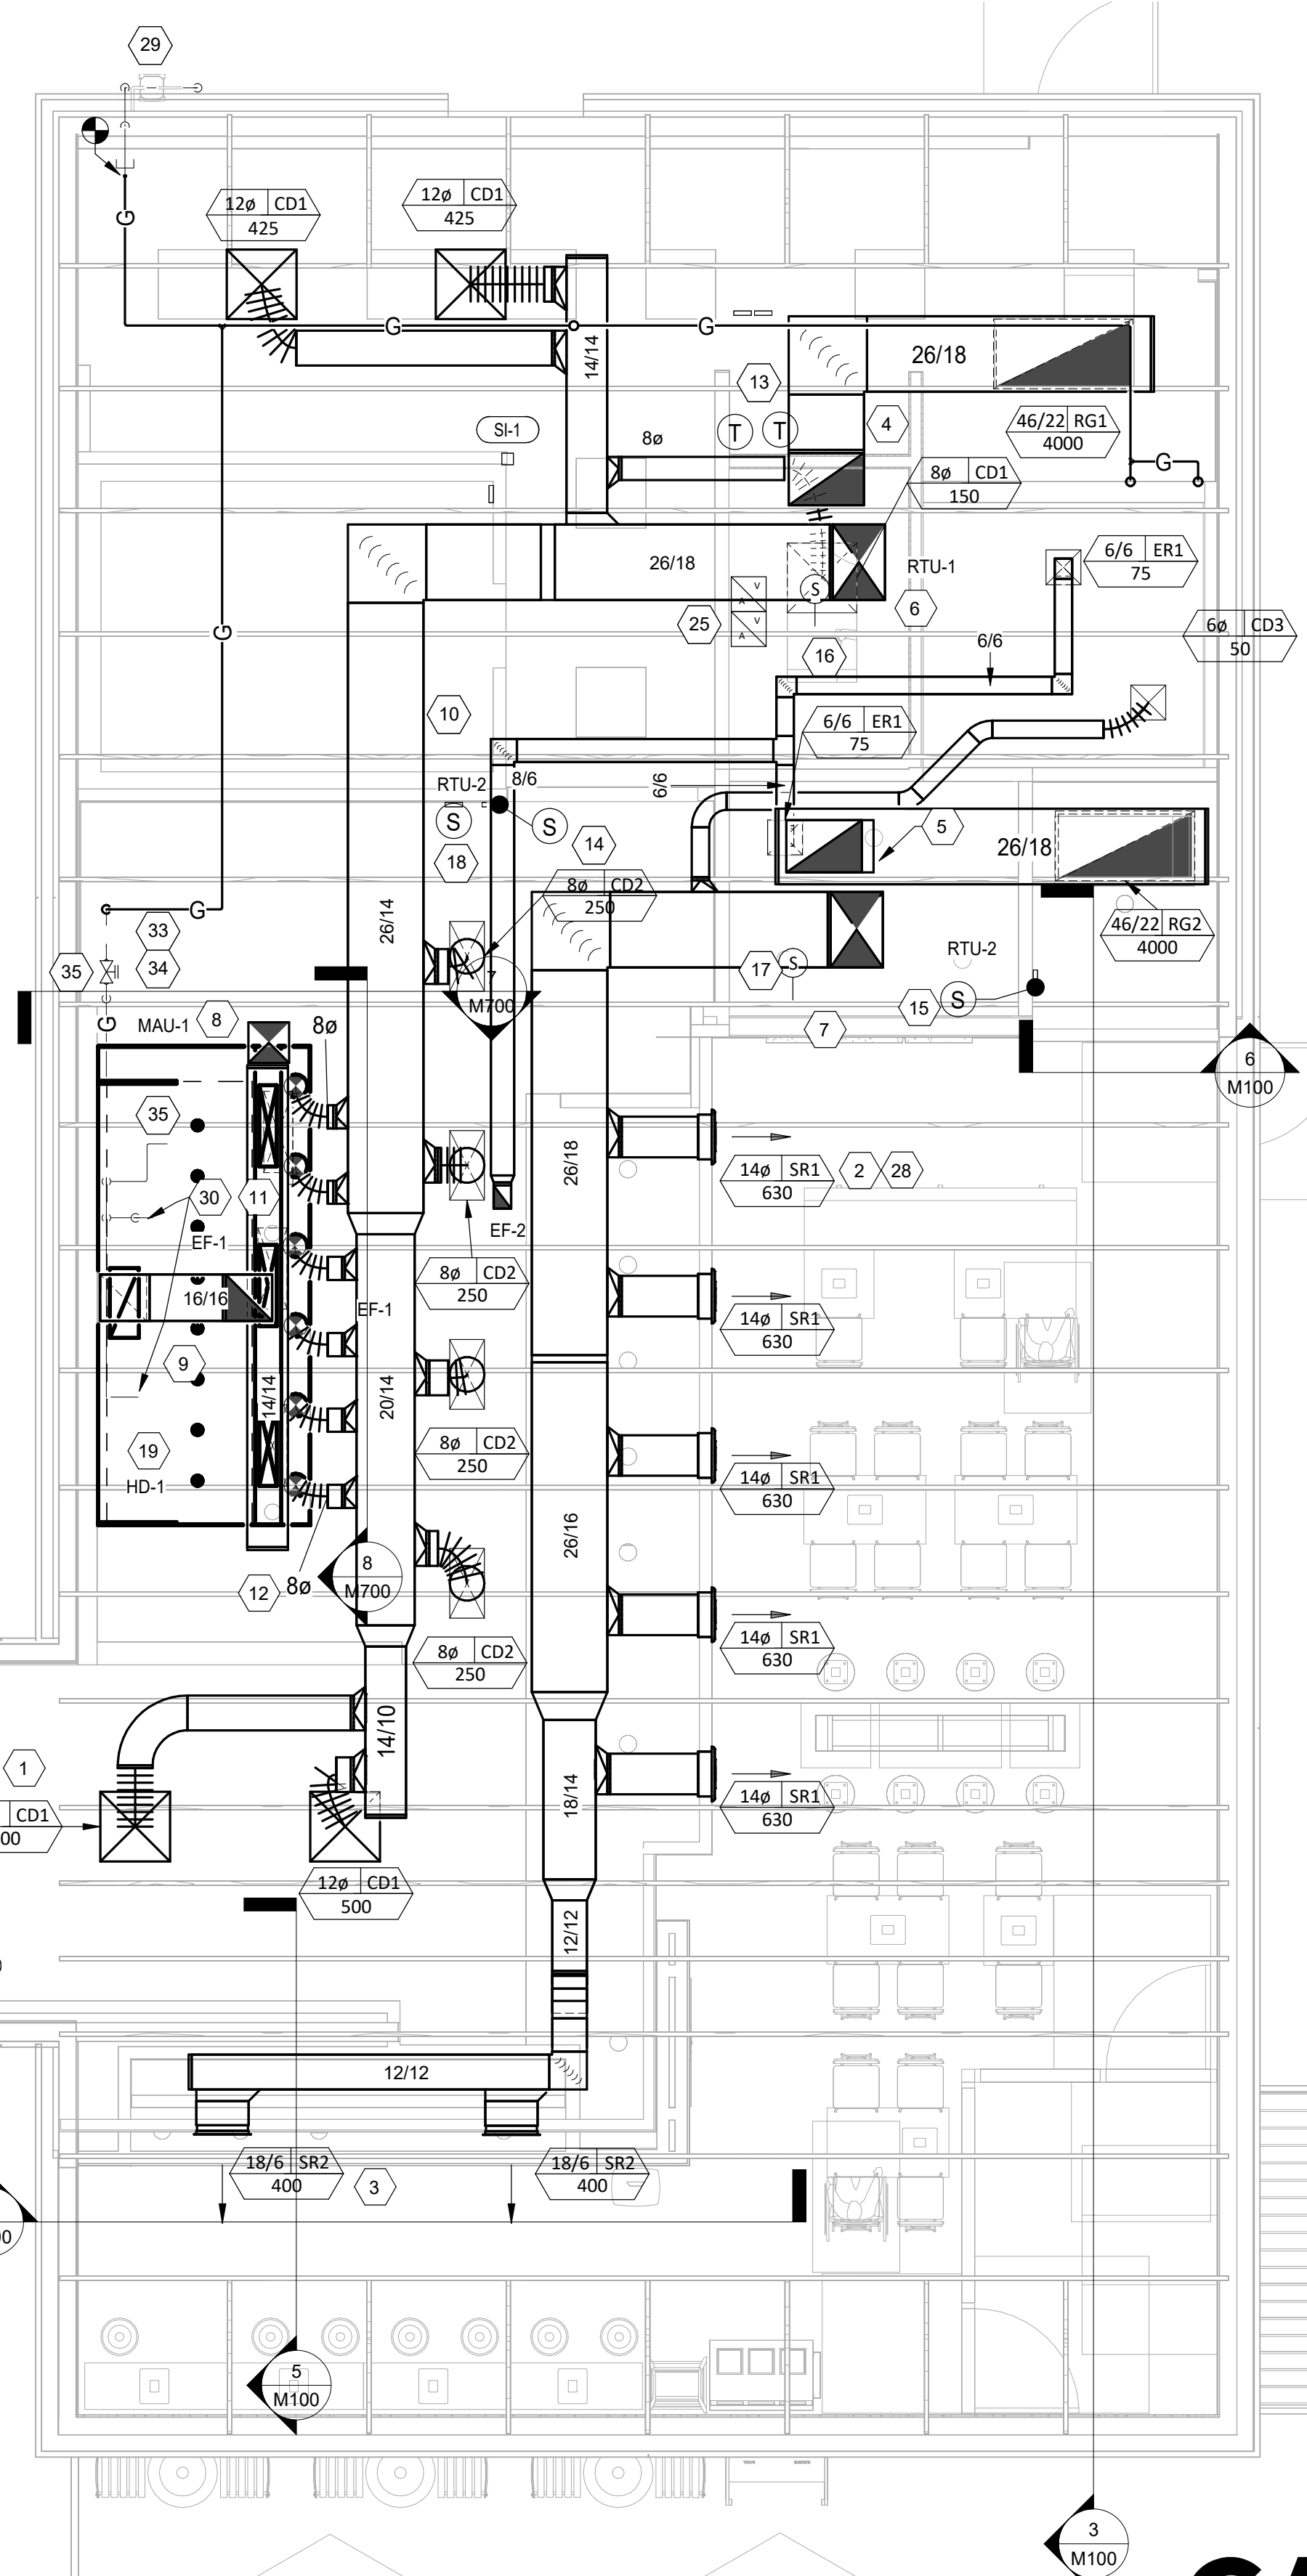 29
12ø CD1
425
12ø CD1
425
G
G
G
26/18
14/14
13
46/22 RG1
4000
SI-1
8ø
T
T
4
G
8ø CD1
150
26/18
RTU-1
6/6 ER1
75
V
A
S
6
25
V
A
6ø CD3
50
G
6/6
16
10
6/6 ER1
75
RTU-2
8/6
6/6
S
S
5
26/18
14
18
8ø CD2
250
26/14
G
33
46/22 RG2
4000
RTU-2
35
34
17
S
7
M700
15
S
G
MAU-1
8
8ø
7
6
M100
35
26/18
14ø SR1
630
2
28
30
11
EF-1
EF-2
8ø CD2
250
16/16
EF-1
14ø SR1
630
9
14/14
20/14
8ø CD2
250
19
HD-1
14ø SR1
630
26/16
8
M700
12
8ø
14ø SR1
630
8ø CD2
250
14/10
1
18/14
14ø SR1
630
CD1
00
12ø CD1
500
12/12
12/12
18/6 SR2
400
3
18/6 SR2
400
5
M100
3
M100